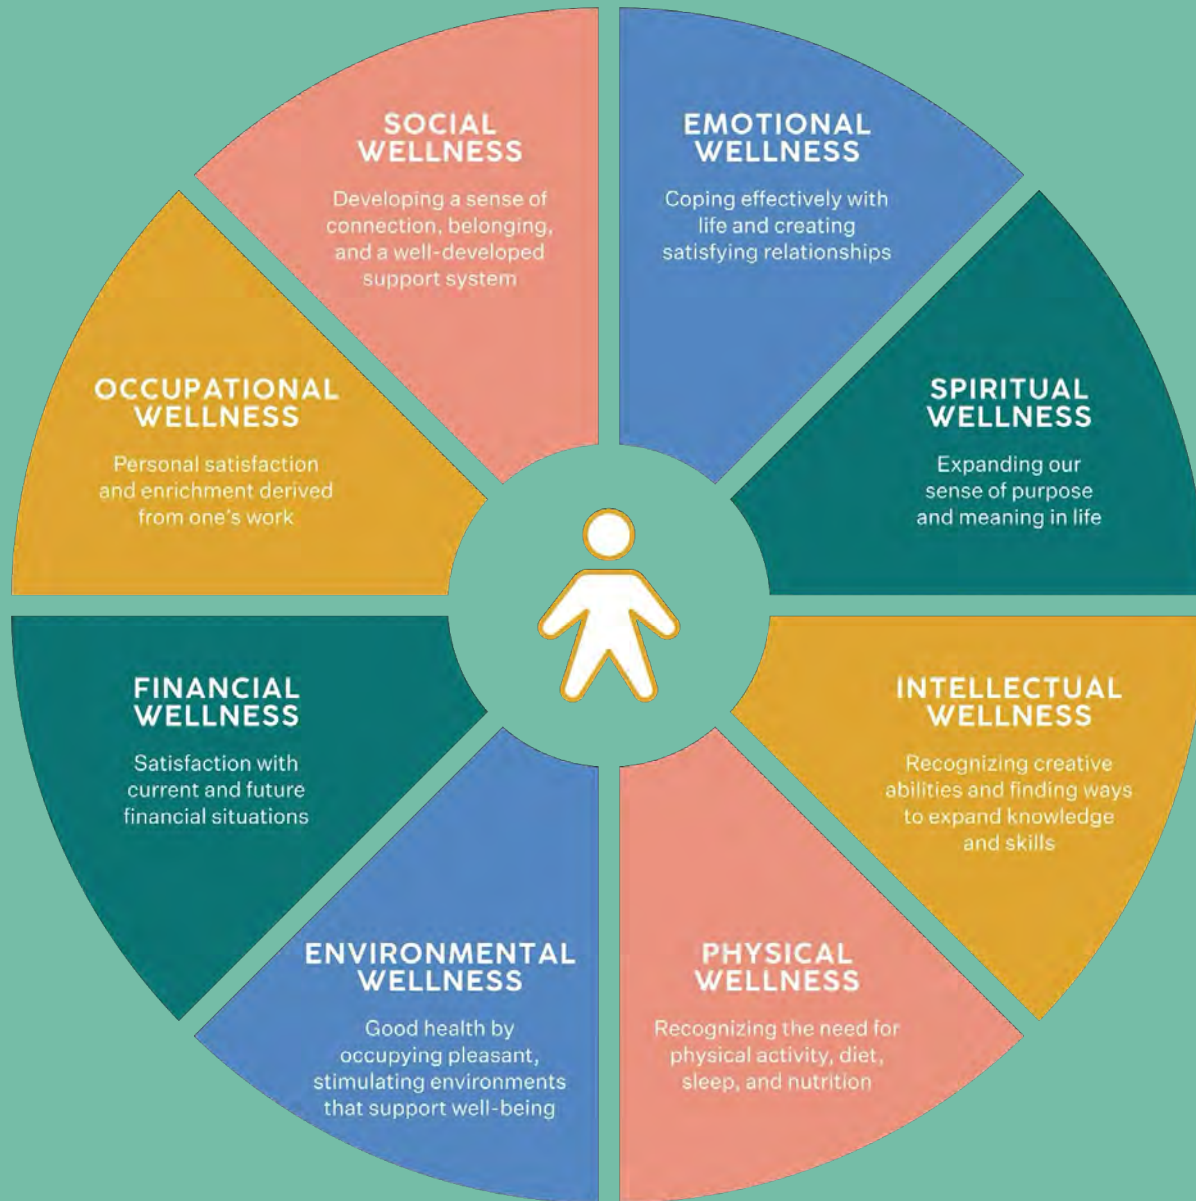 SOCIAL
WELLNESS
Developing a sense of
connection, belonging,
and a well-developed
support system
EMOTIONAL
WELLNESS
Coping effectively with
life and creating
satisfying relationships
SPIRITUAL
WELLNESS
Expanding our
sense of purpose
and meaning in life
INTELLECTUAL
WELLNESS
Recognizing creative
abilities and finding ways
to expand knowledge
and skills
PHYSICAL
WELLNESS
Recognizing the need for
physical activity, diet,
sleep, and nutrition
ENVIRONMENTAL
WELLNESS
Good health by
occupying pleasant,
stimulating environments
that support well-being
FINANCIAL
WELLNESS
Satisfaction with
current and future
financial situations
OCCUPATIONAL
WELLNESS
Personal satisfaction
and enrichment derived
from one's work